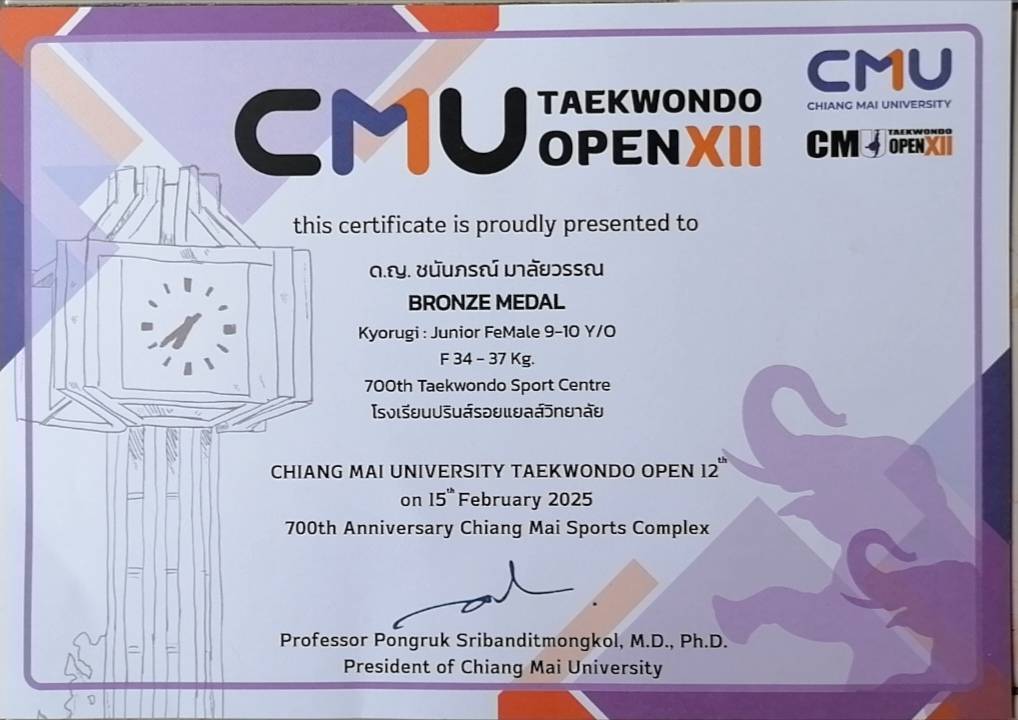 CMU TAEKWONDO
OPEN XII
CMU
CHIANG MAI UNIVERSITY
CMU TAEKWONDO
OPEN XII
this certificate is proudly presented to
ด.ญ. ชนันภรณ์ มาลัยวรรณ
BRONZE MEDAL
Kyorugi : Junior FeMale 9-10 Y/O
F 34 - 37 Kg.
700th Taekwondo Sport Centre
โรงเรียนปรินส์รอยแยลส์วิทยาลัย
CHIANG MAI UNIVERSITY TAEKWONDO OPEN 12th
on 15th February 2025
700th Anniversary Chiang Mai Sports Complex
Professor Pongruk Sribanditmongkol, M.D., Ph.D.
President of Chiang Mai University